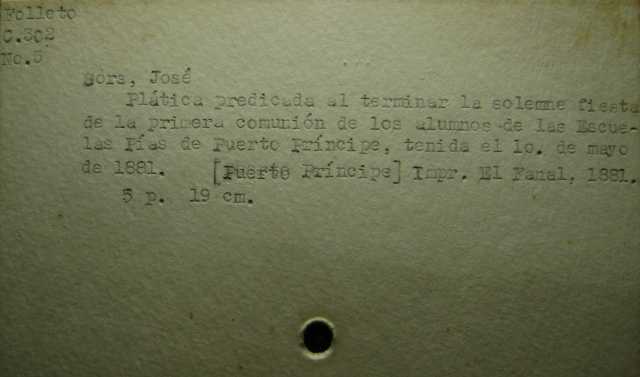 Folleto
C.302
No.5
Sors, José
Plática predicada al terminar la solemne fiesta
de la primera comunión de los alumnos de las Escue-
las Pías de Puerto Príncipe, tenida el 1o. de mayo
de 1881. [Puerto Príncipe] Impr. El Fanal, 1881.
5 p. 19 cm.